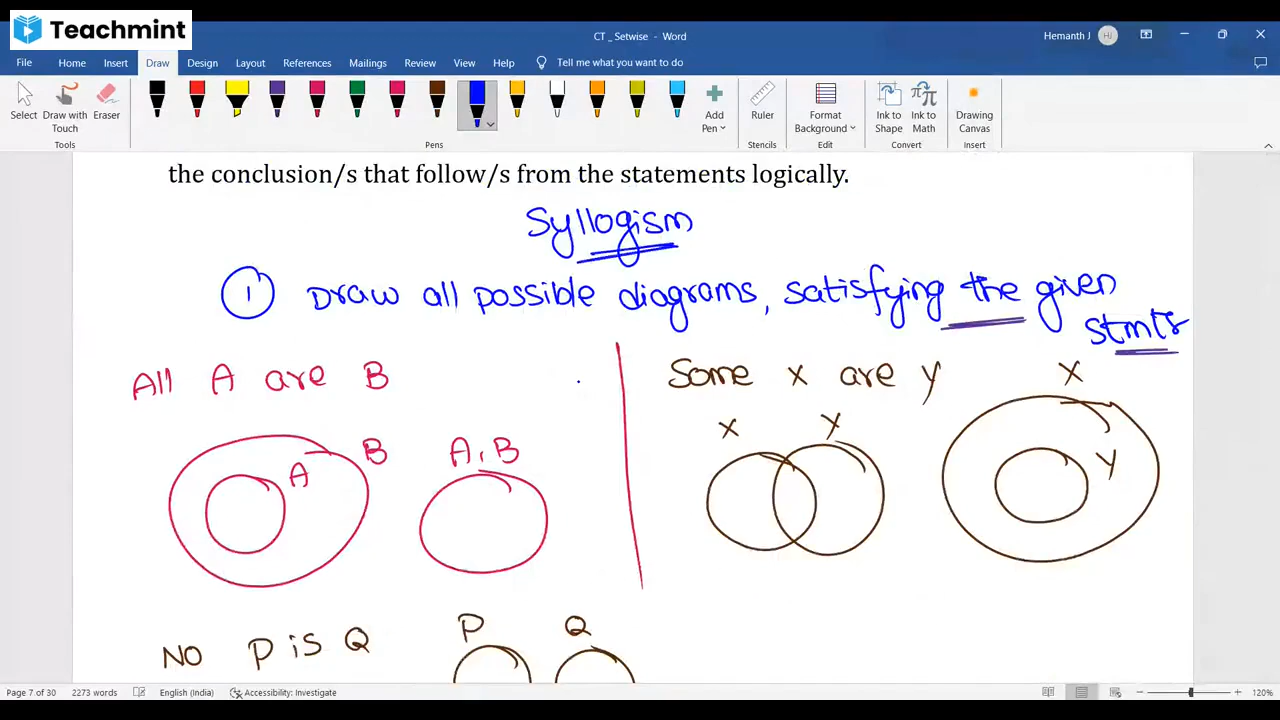 Teachmint
CT _ Setwise - Word
Hemanth J
HJ
File Home Insert Draw Design Layout References Mailings Review View Help Tell me what you want to do
Select
Draw with Touch
Eraser
Add Pen
Ruler
Format Background
Ink to Shape
Ink to Math
Drawing Canvas
Tools Pens Stencils Edit Convert Insert
the conclusion/s that follow/s from the statements logically.
Syllogism
1 Draw all possible diagrams, satisfying the given
stmts
All A are B
Some x are y
X
A B
A, B
x y
y
NO P is Q
P Q
Page 7 of 30 2273 words English (India) Accessibility: Investigate 120%